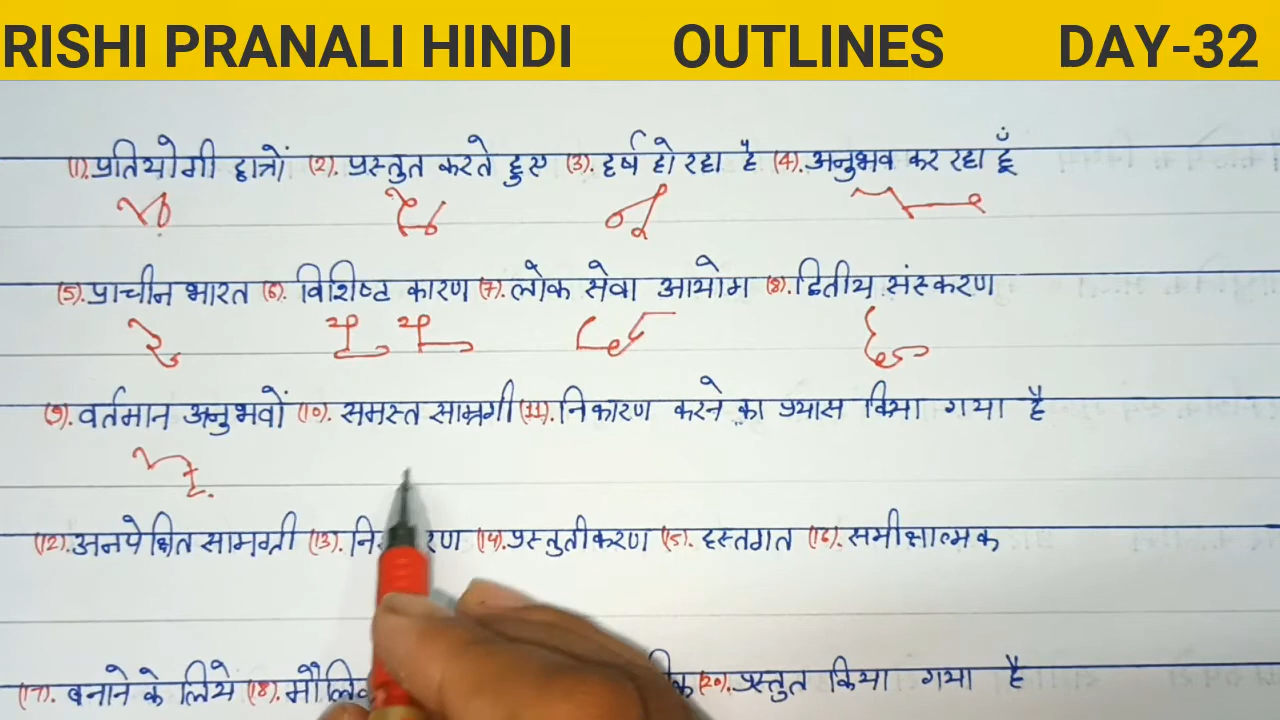 RISHI PRANALI HINDI OUTLINES DAY-32
(1). प्रतियोगी छात्रों (2). प्रस्तुत करते हुए (3). हर्ष हो रहा है (4). अनुभव कर रहा हूँ
(5). प्राचीन भारत (6). विशिष्ट कारण (7). लोक सेवा आयोग (8). द्वितीय संस्करण
(9). वर्तमान अनुभवों (10). समस्त सामग्री (11). निकारण करने का प्रयास किया गया है
(12). अनपेक्षित सामग्री (13). (14). प्रस्तुतीकरण (15). हस्तगत (16). समीक्षात्मक
(17). बनाने के लिये (18). (20). प्रस्तुत किया गया है